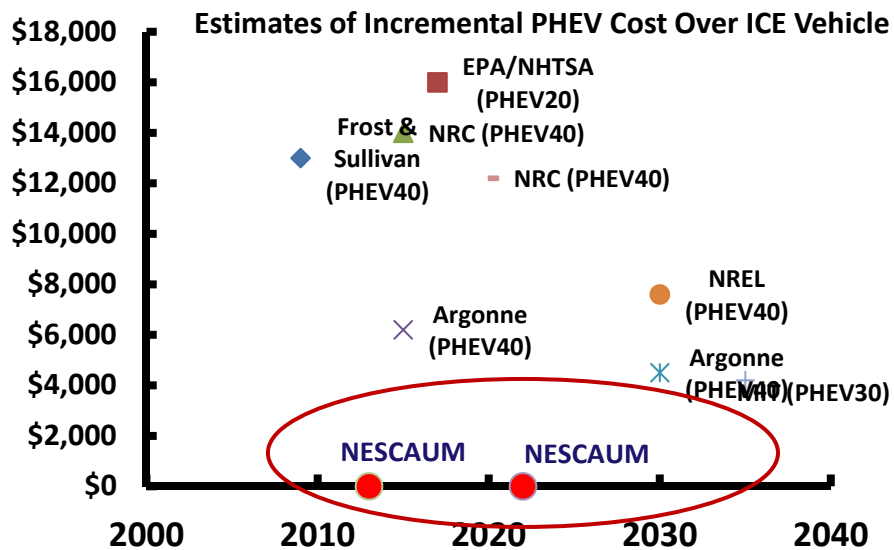 Estimates of Incremental PHEV Cost Over ICE Vehicle
$18,000
$16,000
$14,000
$12,000
$10,000
$8,000
$6,000
$4,000
$2,000
$0
EPA/NHTSA
(PHEV20)
Frost &
Sullivan
(PHEV40)
NRC (PHEV40)
NRC (PHEV40)
NREL
(PHEV40)
Argonne
(PHEV40)
Argonne
(PHEV40)
MIT (PHEV30)
NESCAUM
NESCAUM
2000
2010
2020
2030
2040